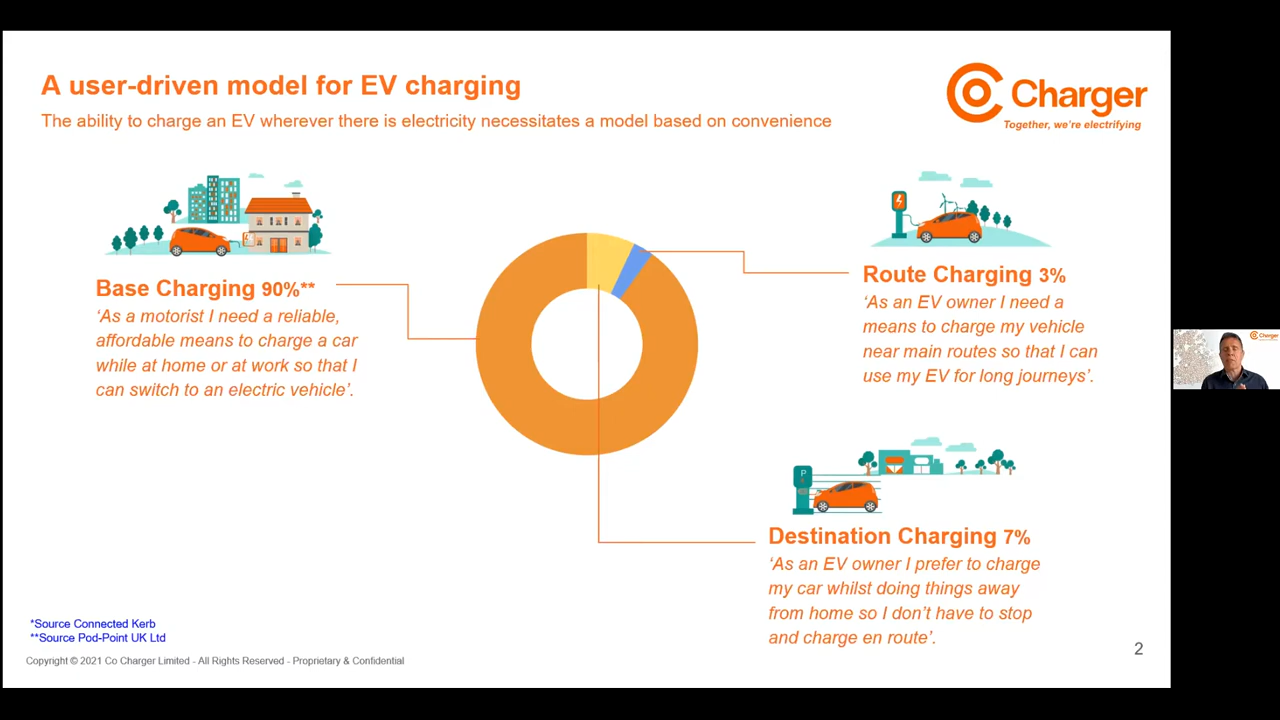 A user-driven model for EV charging
The ability to charge an EV wherever there is electricity necessitates a model based on convenience
Charger
Together, we're electrifying
Base Charging 90%**
‘As a motorist I need a reliable,
affordable means to charge a car
while at home or at work so that I
can switch to an electric vehicle’.
Route Charging 3%
‘As an EV owner I need a
means to charge my vehicle
near main routes so that I can
use my EV for long journeys’.
P
Destination Charging 7%
‘As an EV owner I prefer to charge
my car whilst doing things away
from home so I don’t have to stop
and charge en route’.
*Source Connected Kerb
**Source Pod-Point UK Ltd
Copyright © 2021 Co Charger Limited - All Rights Reserved - Proprietary & Confidential
2
Charger